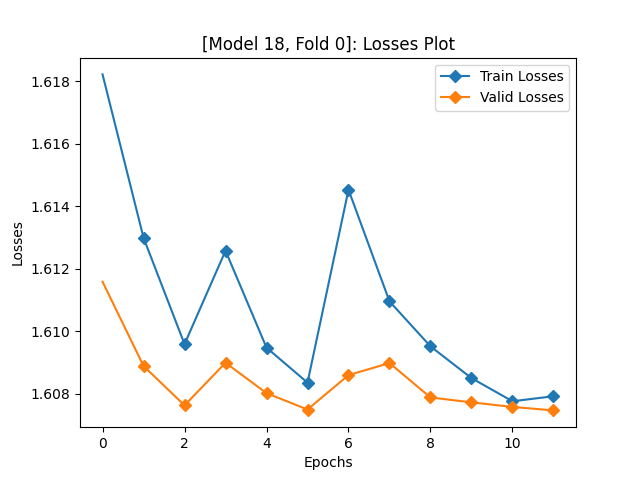 [Model 18, Fold 0]: Losses Plot
Train Losses
Valid Losses
1.618
1.616
1.614
1.612
1.610
1.608
Losses
0 2 4 6 8 10
Epochs